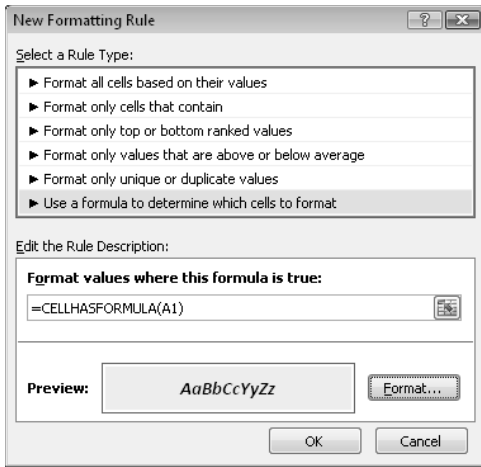 New Formatting Rule
Select a Rule Type:
► Format all cells based on their values
► Format only cells that contain
► Format only top or bottom ranked values
► Format only values that are above or below average
► Format only unique or duplicate values
► Use a formula to determine which cells to format
Edit the Rule Description:
Format values where this formula is true:
=CELLHASFORMULA(A1)
Preview:
AaBbCcYyZz
Format...
OK
Cancel